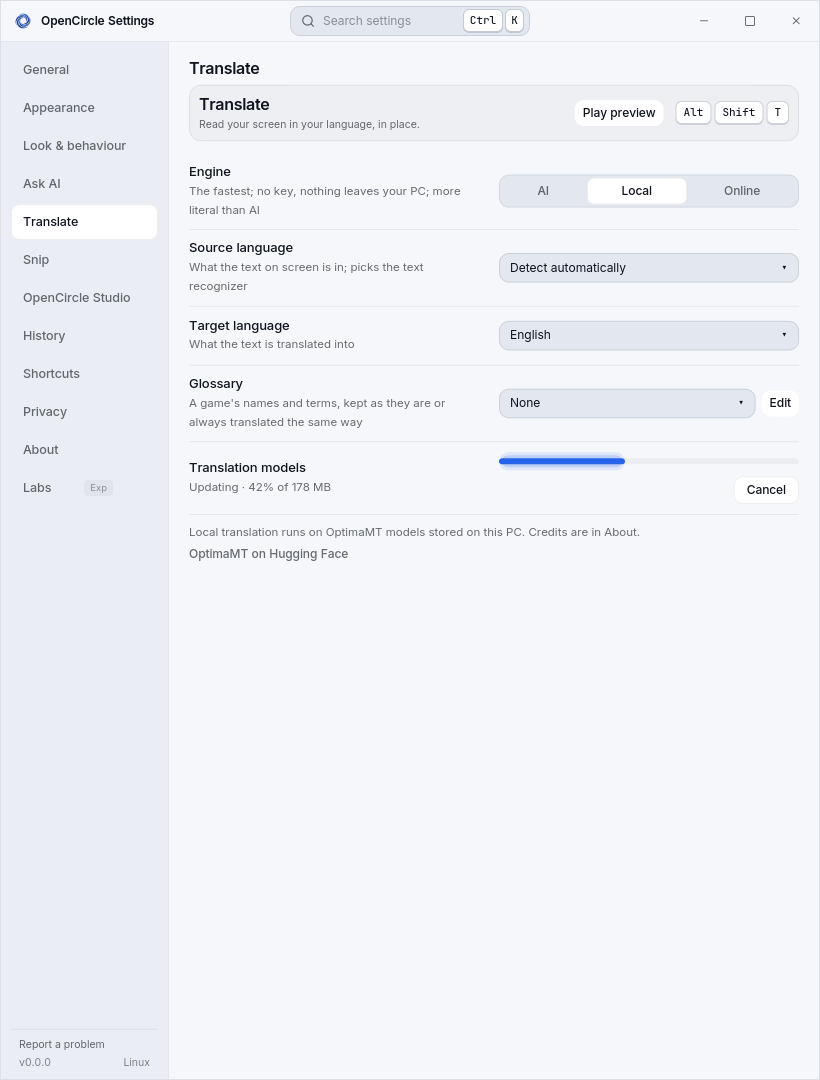 OpenCircle Settings
Search settings
Ctrl K
General
Appearance
Look & behaviour
Ask AI
Translate
Snip
OpenCircle Studio
History
Shortcuts
Privacy
About
Labs Exp
Report a problem
v0.0.0 Linux
Translate
Translate
Read your screen in your language, in place.
Play preview Alt Shift T
Engine
The fastest; no key, nothing leaves your PC; more
literal than AI
AI Local Online
Source language
What the text on screen is in; picks the text
recognizer
Detect automatically
Target language
What the text is translated into
English
Glossary
A game's names and terms, kept as they are or
always translated the same way
None Edit
Translation models
Updating · 42% of 178 MB
Cancel
Local translation runs on OptimaMT models stored on this PC. Credits are in About.
OptimaMT on Hugging Face